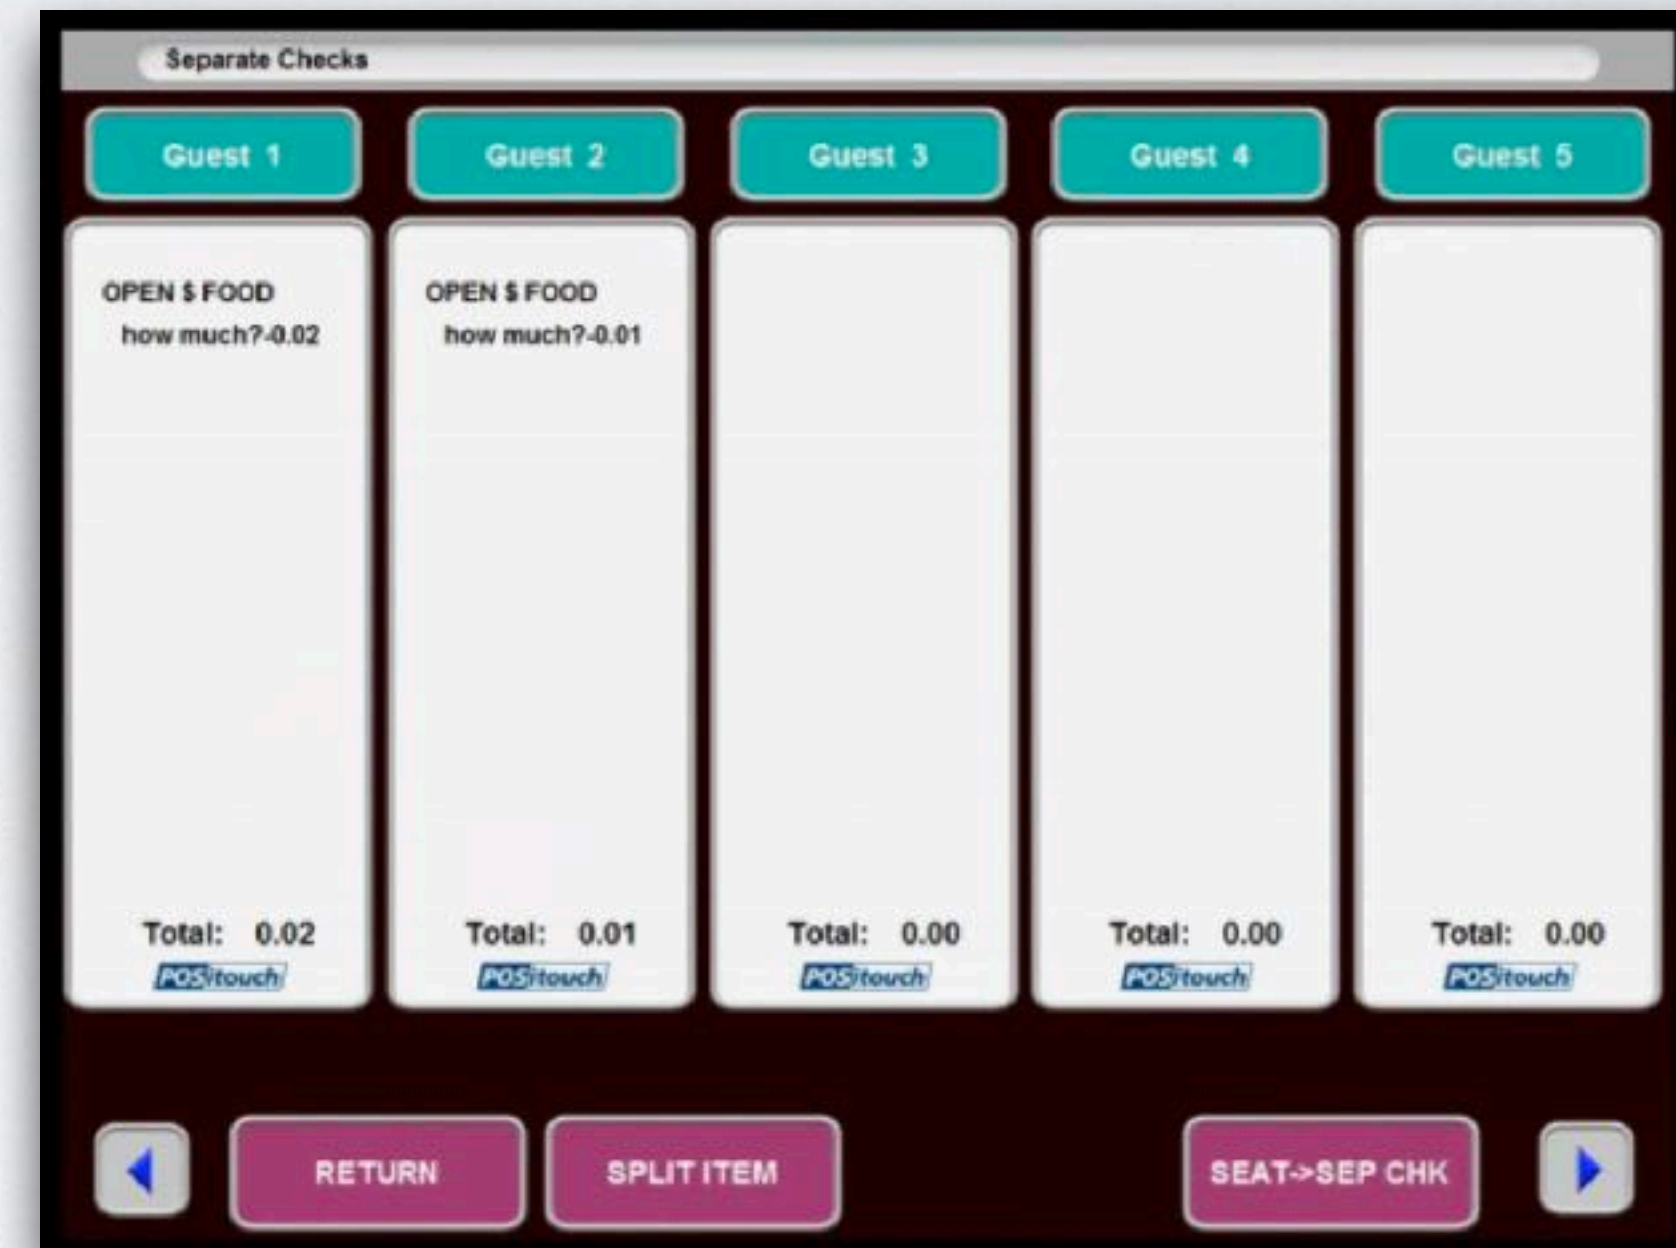 Separate Checks
Guest 1
Guest 2
Guest 3
Guest 4
Guest 5
OPEN $ FOOD
how much?-0.02
Total: 0.02
POSitouch
OPEN $ FOOD
how much?-0.01
Total: 0.01
POSitouch
Total: 0.00
POSitouch
Total: 0.00
POSitouch
Total: 0.00
POSitouch
RETURN
SPLIT ITEM
SEAT->SEP CHK